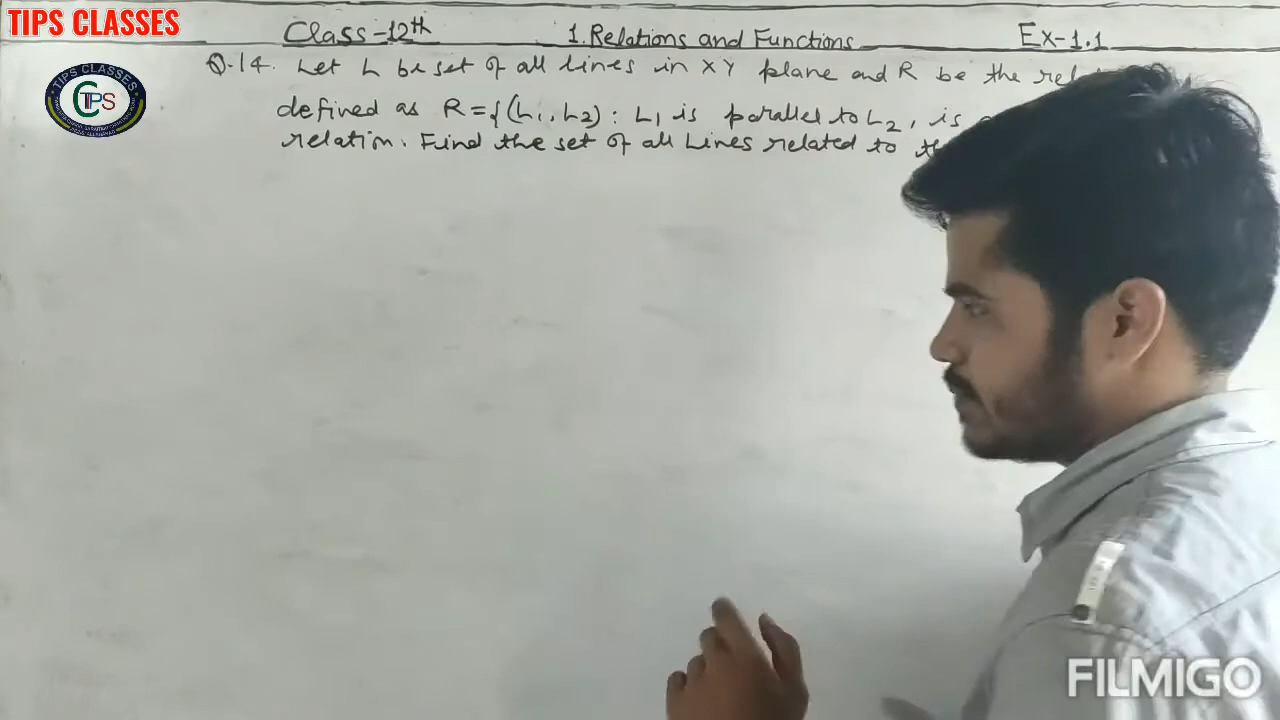 TIPS CLASSES
Class-12th 1. Relations and Functions Ex-1.1
TIPS CLASSES
TIPS
Q.14. Let L be set of all lines in XY plane and R be the
defined as R={(L1, L2) : L1 is parallel to L2, is
relation. Find the set of all Lines related to
FILMIGO